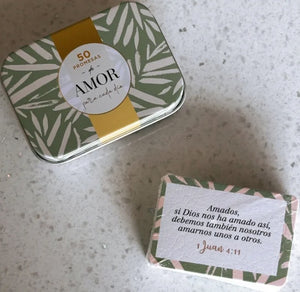 50
PROMESAS
de
AMOR
para cada día
Amados,
si Dios nos ha amado así,
debemos también nosotros
amarnos unos a otros.
1 Juan 4:11